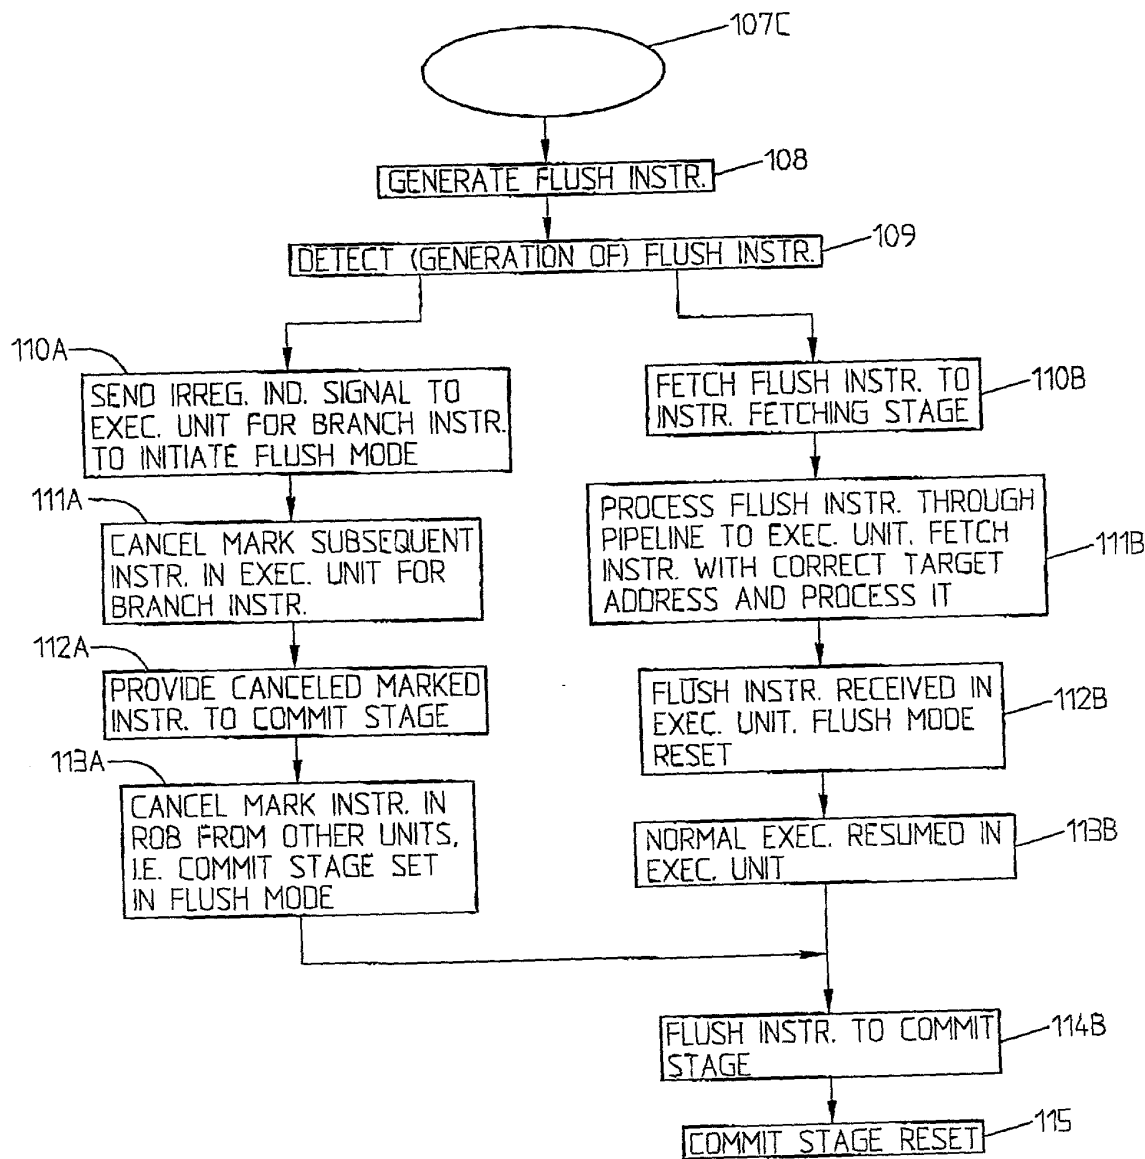 107C
GENERATE FLUSH INSTR.
108
DETECT (GENERATION OF) FLUSH INSTR.
109
110A
SEND IRREG. IND. SIGNAL TO
EXEC. UNIT FOR BRANCH INSTR.
TO INITIATE FLUSH MODE
111A
CANCEL MARK SUBSEQUENT
INSTR. IN EXEC. UNIT FOR
BRANCH INSTR.
112A
PROVIDE CANCELED MARKED
INSTR. TO COMMIT STAGE
113A
CANCEL MARK INSTR. IN
ROB FROM OTHER UNITS,
I.E. COMMIT STAGE SET
IN FLUSH MODE
FETCH FLUSH INSTR. TO
INSTR. FETCHING STAGE
110B
PROCESS FLUSH INSTR. THROUGH
PIPELINE TO EXEC. UNIT. FETCH
INSTR. WITH CORRECT TARGET
ADDRESS AND PROCESS IT
111B
FLUSH INSTR. RECEIVED IN
EXEC. UNIT. FLUSH MODE
RESET
112B
NORMAL EXEC. RESUMED IN
EXEC. UNIT
113B
FLUSH INSTR. TO COMMIT
STAGE
114B
COMMIT STAGE RESET
115